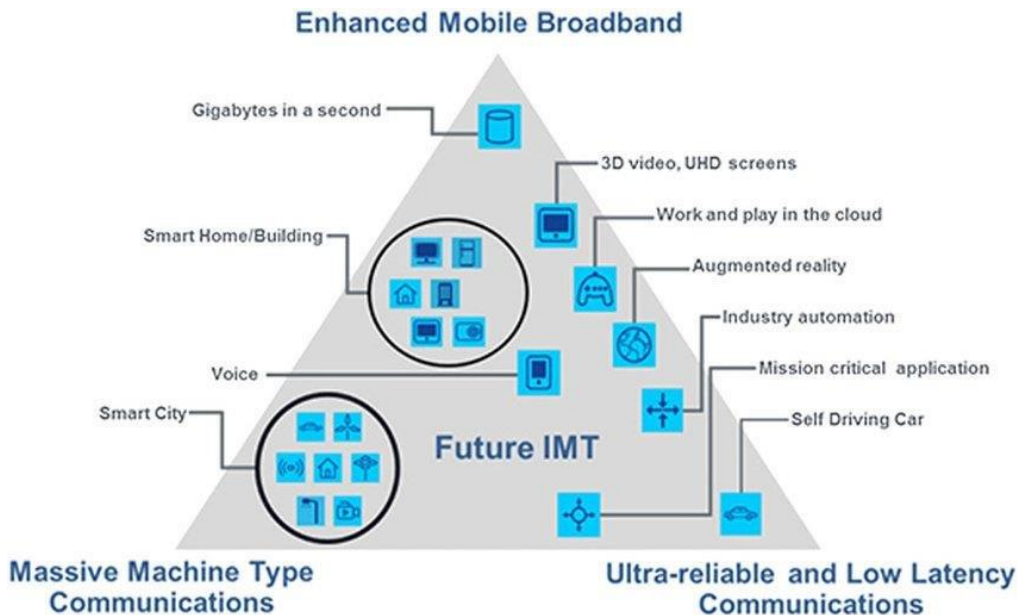 Enhanced Mobile Broadband
Gigabytes in a second
3D video, UHD screens
Work and play in the cloud
Smart Home/Building
Augmented reality
Industry automation
Voice
Mission critical application
Smart City
Self Driving Car
Future IMT
Massive Machine Type
Communications
Ultra-reliable and Low Latency
Communications